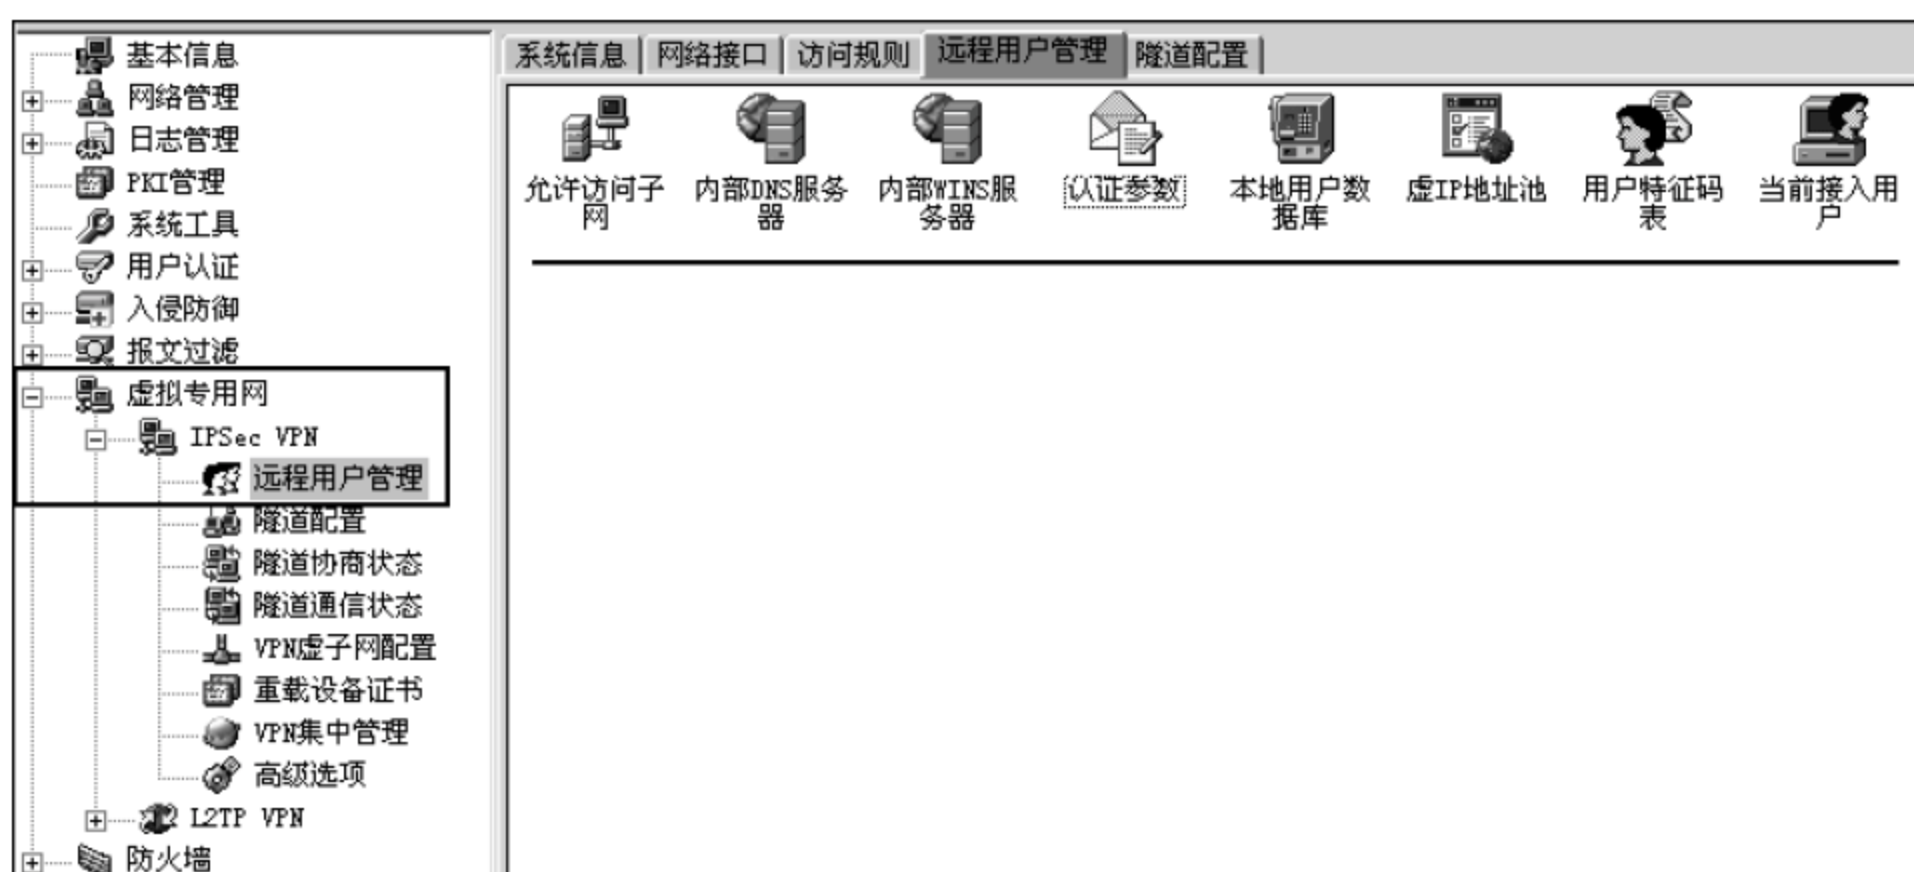 基本信息
网络管理
日志管理
PKI管理
系统工具
用户认证
入侵防御
报文过滤
虚拟专用网
IPSec VPN
远程用户管理
隧道配置
隧道协商状态
隧道通信状态
VPN虚子网配置
重载设备证书
VPN集中管理
高级选项
L2TP VPN
防火墙
系统信息 网络接口 访问规则 远程用户管理 隧道配置
允许访问子
网
内部DNS服务
器
内部WINS服
务器
认证参数
本地用户数
据库
虚IP地址池
用户特征码
表
当前接入用
户